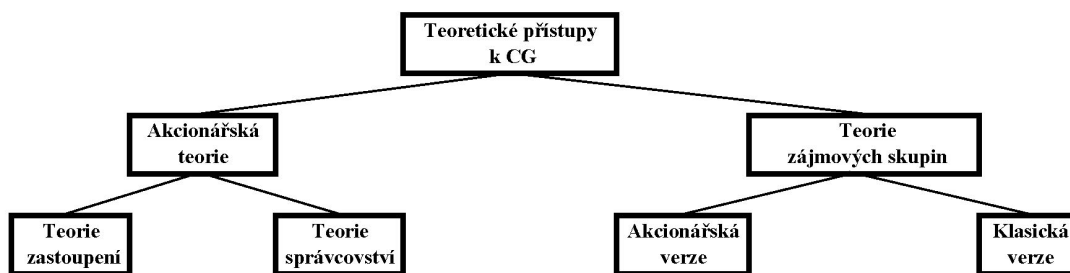 Teoretické přístupy
k CG
Akcionářská
teorie
Teorie
zájmových skupin
Teorie
zastoupení
Teorie
správcovství
Akcionářská
verze
Klasická
verze